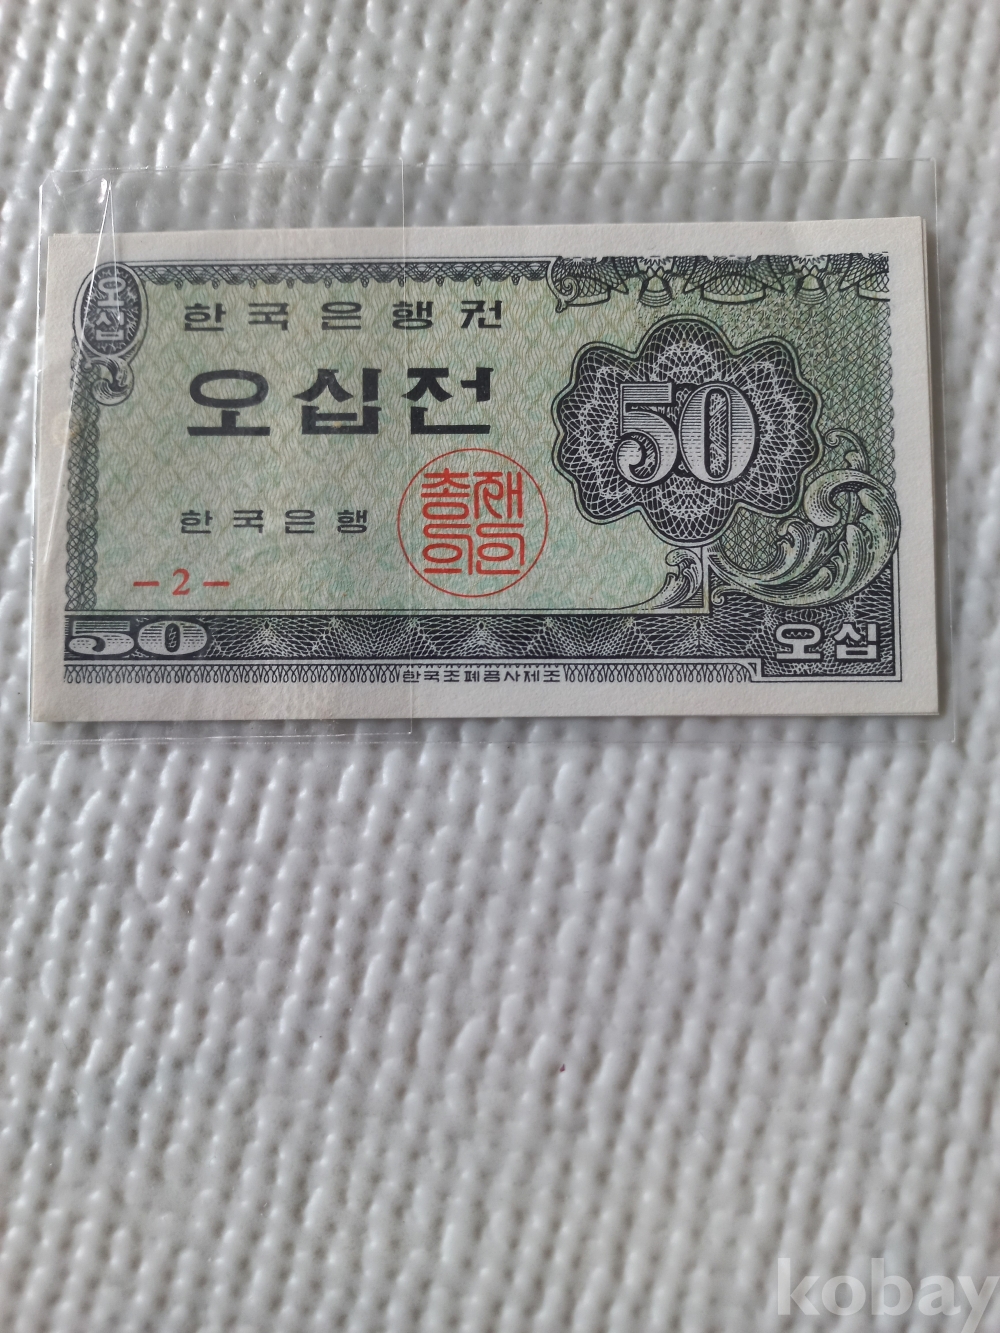 오십
한국은행권
오십전
50
총재의인
한국은행
－2－
50
오십
한국조폐공사제조
kobay